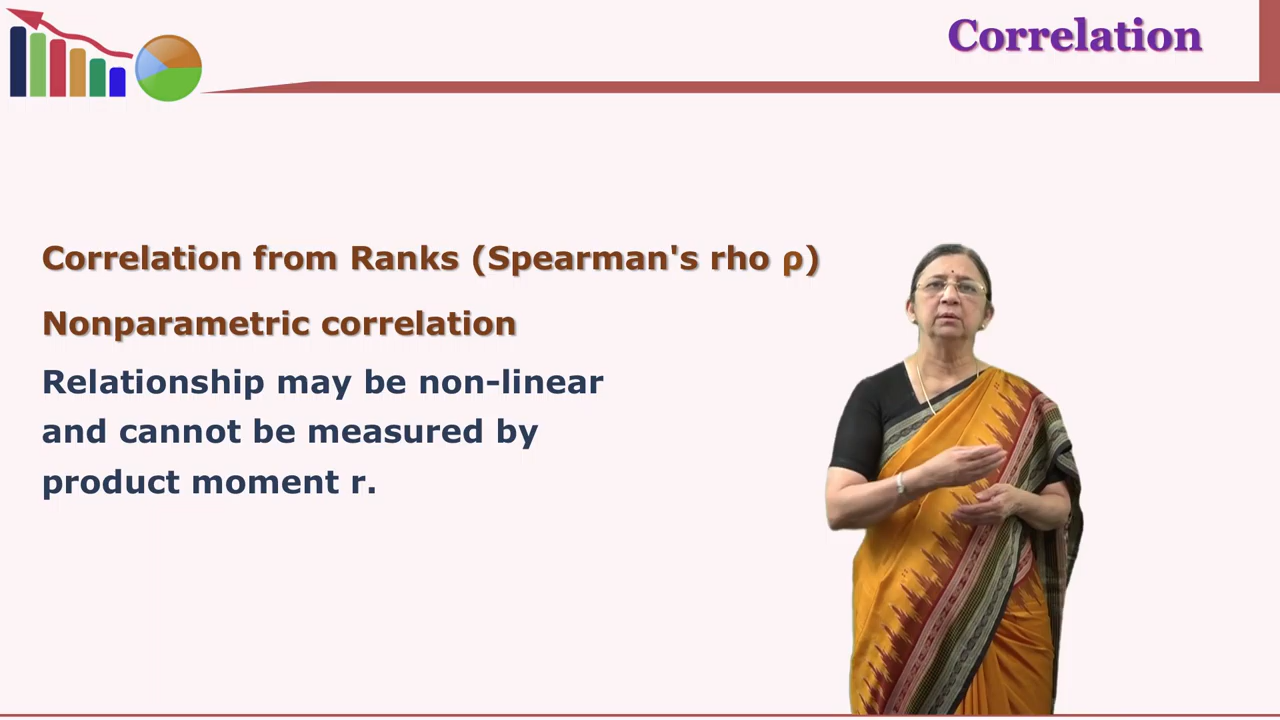 Correlation
Correlation from Ranks (Spearman's rho ρ)
Nonparametric correlation
Relationship may be non-linear
and cannot be measured by
product moment r.